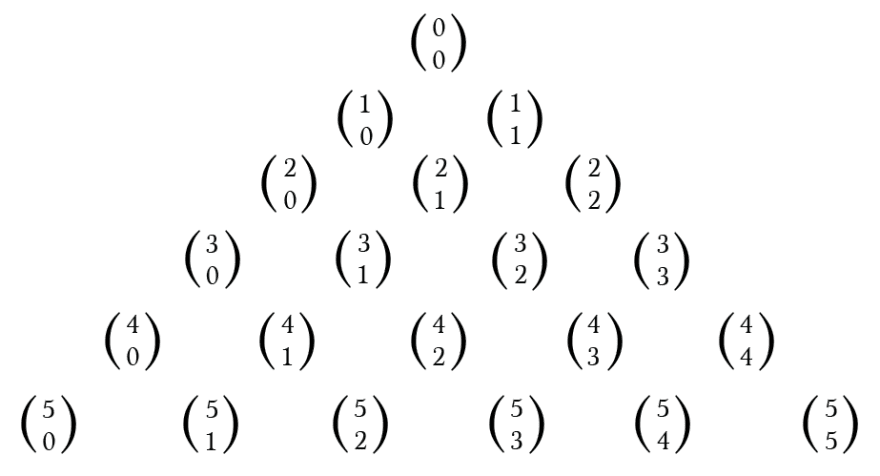 (0 0)
(1 0) (1 1)
(2 0) (2 1) (2 2)
(3 0) (3 1) (3 2) (3 3)
(4 0) (4 1) (4 2) (4 3) (4 4)
(5 0) (5 1) (5 2) (5 3) (5 4) (5 5)